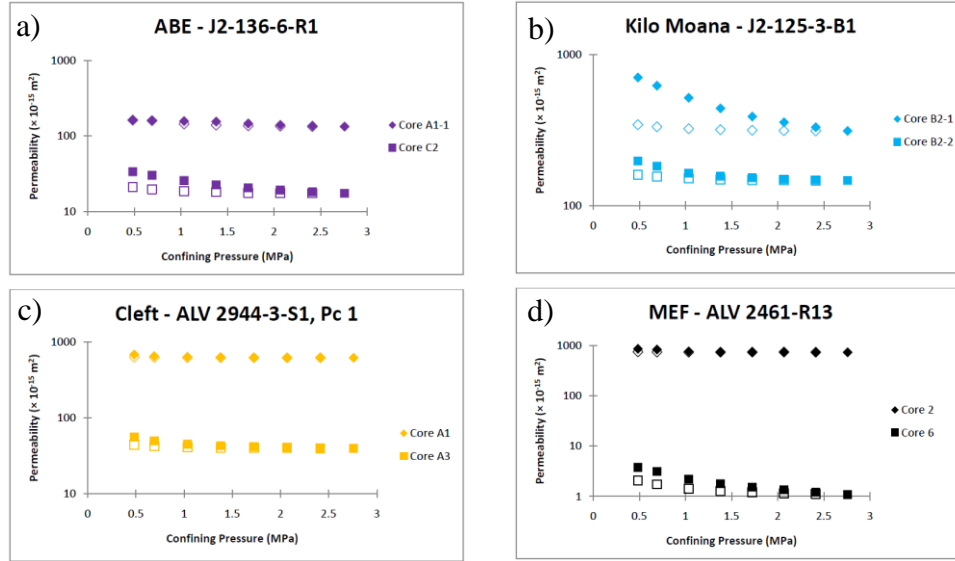 a)
ABE - J2-136-6-R1
Permeability (× 10⁻¹⁵ m²)
1000
100
10
0 0.5 1 1.5 2 2.5 3
Confining Pressure (MPa)
Core A1-1
Core C2
b)
Kilo Moana - J2-125-3-B1
Permeability (× 10⁻¹⁵ m²)
1000
100
0 0.5 1 1.5 2 2.5 3
Confining Pressure (MPa)
Core B2-1
Core B2-2
c)
Cleft - ALV 2944-3-S1, Pc 1
Permeability (× 10⁻¹⁵ m²)
1000
100
10
0 0.5 1 1.5 2 2.5 3
Confining Pressure (MPa)
Core A1
Core A3
d)
MEF - ALV 2461-R13
Permeability (× 10⁻¹⁵ m²)
1000
100
10
1
0 0.5 1 1.5 2 2.5 3
Confining Pressure (MPa)
Core 2
Core 6